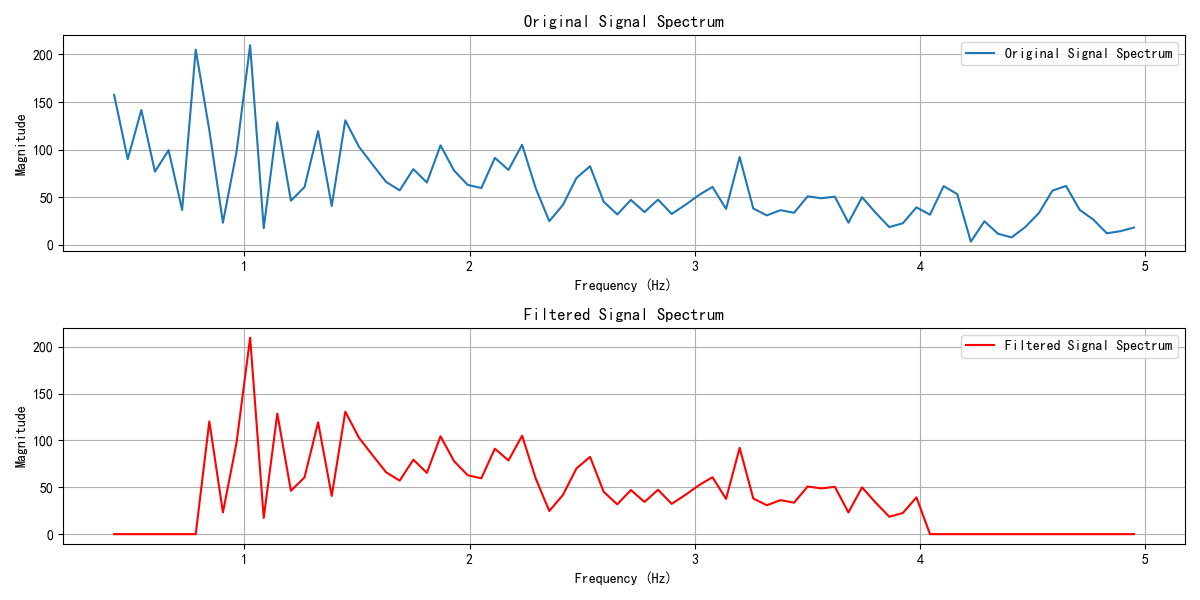 Original Signal Spectrum
Original Signal Spectrum
Magnitude
200
150
100
50
0
1 2 3 4 5
Frequency (Hz)
Filtered Signal Spectrum
Filtered Signal Spectrum
Magnitude
200
150
100
50
0
1 2 3 4 5
Frequency (Hz)